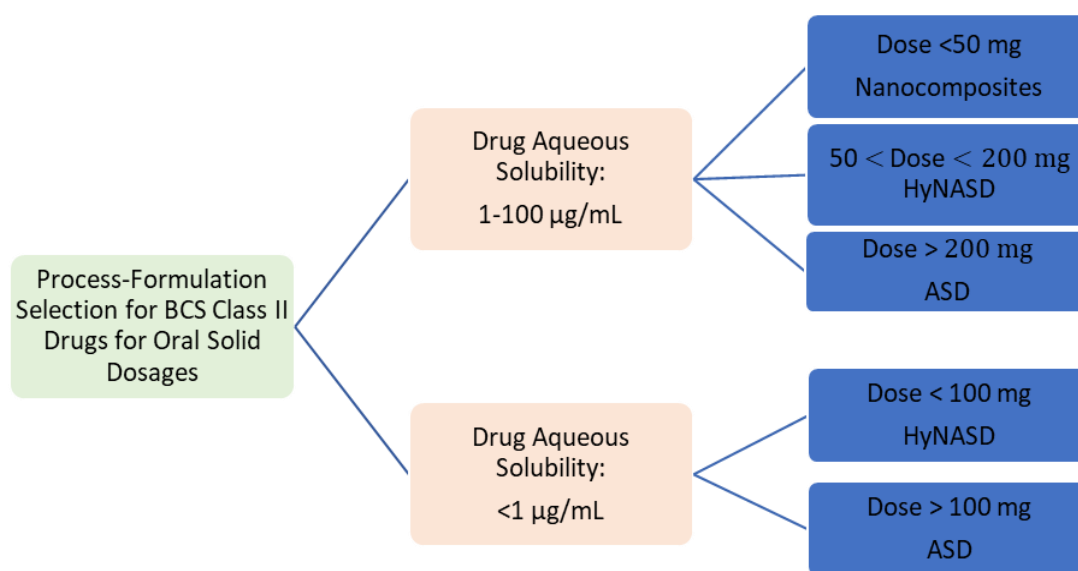 Process-Formulation
Selection for BCS Class II
Drugs for Oral Solid
Dosages
Drug Aqueous
Solubility:
1-100 µg/mL
Dose <50 mg
Nanocomposites
50 < Dose < 200 mg
HyNASD
Dose > 200 mg
ASD
Drug Aqueous
Solubility:
<1 µg/mL
Dose < 100 mg
HyNASD
Dose > 100 mg
ASD